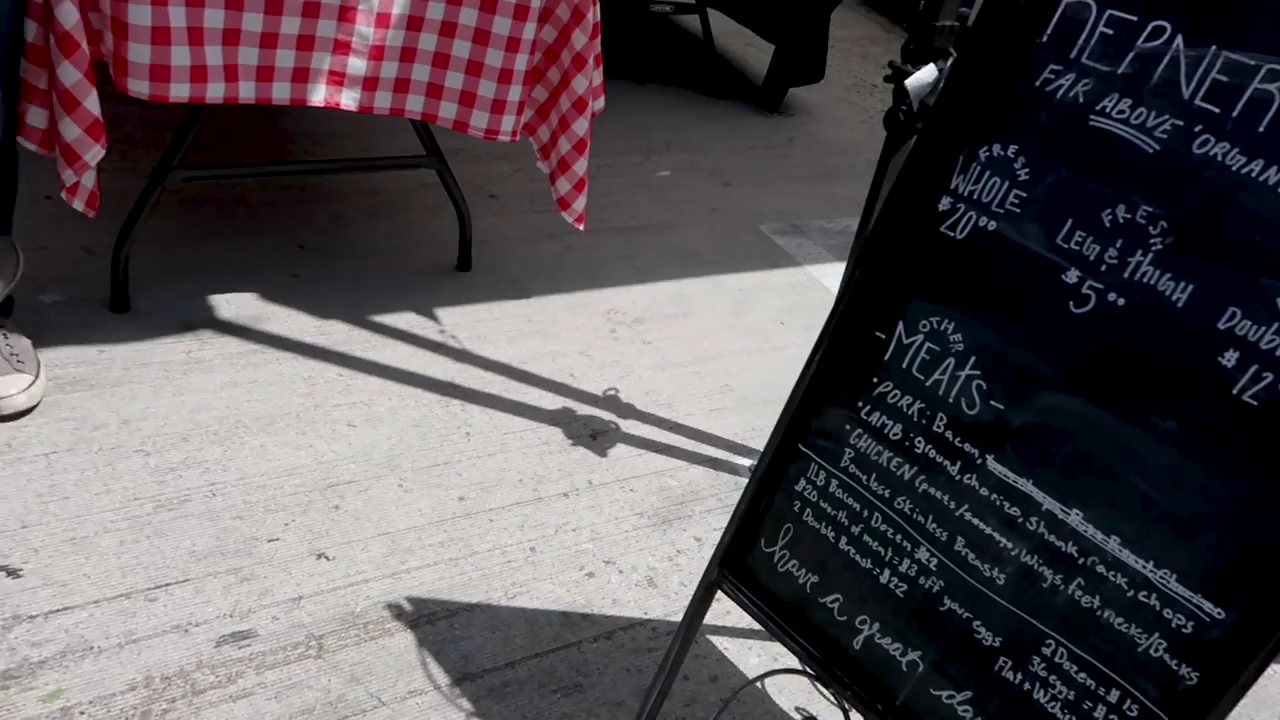 NEPNER
FAR ABOVE 'ORGAN
FRESH
WHOLE
$20.00
FRESH
LEG & THIGH
$5.00
Doub
$12
OTHER
-MEATS-
•PORK: Bacon,
•LAMB: ground, chorizo, Shank, rack, chops
•CHICKEN (parts/sausage, wings, feet, necks/Backs
Boneless Skinless Breasts
1LB Bacon + Dozen = $12
$20 worth of meat = $3 off your eggs
2 Double Breast = $22
2 Dozen = $15
36 eggs =
Flat +
have a great da